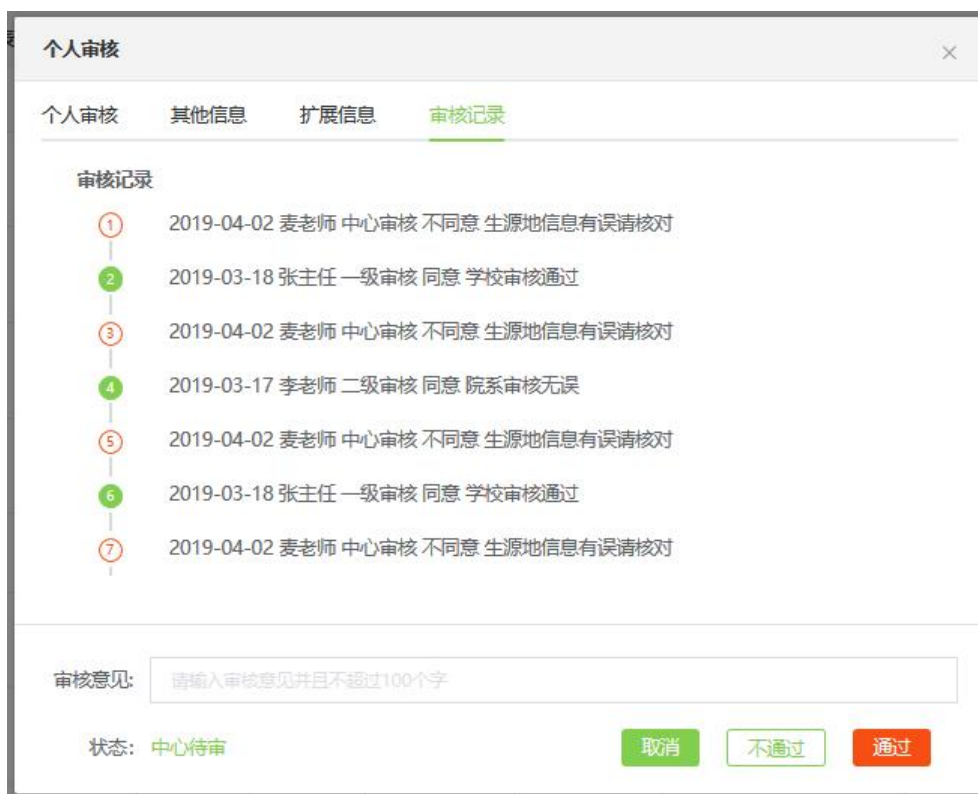 个人审核
个人审核 其他信息 扩展信息 审核记录
审核记录
1 2019-04-02 麦老师 中心审核 不同意 生源地信息有误请核对
2 2019-03-18 张主任 一级审核 同意 学校审核通过
3 2019-04-02 麦老师 中心审核 不同意 生源地信息有误请核对
4 2019-03-17 李老师 二级审核 同意 院系审核无误
5 2019-04-02 麦老师 中心审核 不同意 生源地信息有误请核对
6 2019-03-18 张主任 一级审核 同意 学校审核通过
7 2019-04-02 麦老师 中心审核 不同意 生源地信息有误请核对
审核意见: 请输入审核意见并且不超过100个字
状态: 中心待审 取消 不通过 通过